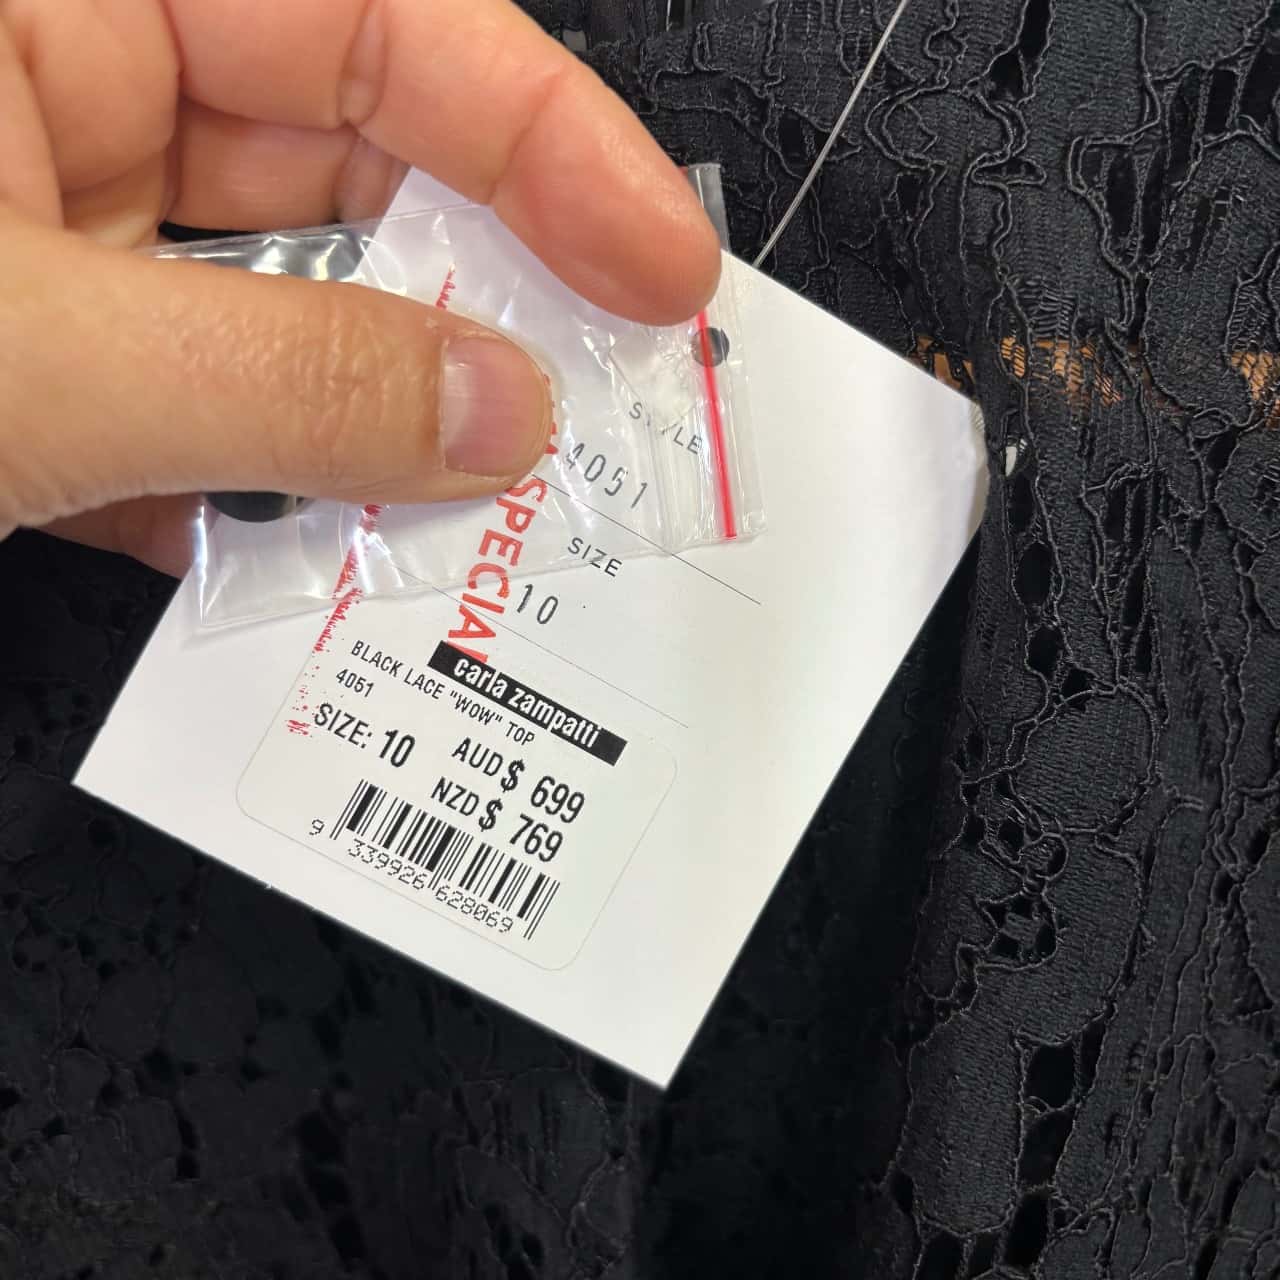 STYLE
4051
SIZE
10
SPECIAL
carla zampatti
BLACK LACE "WOW" TOP
4051
SIZE: 10
AUD$ 699
NZD$ 769
9 339926 628069